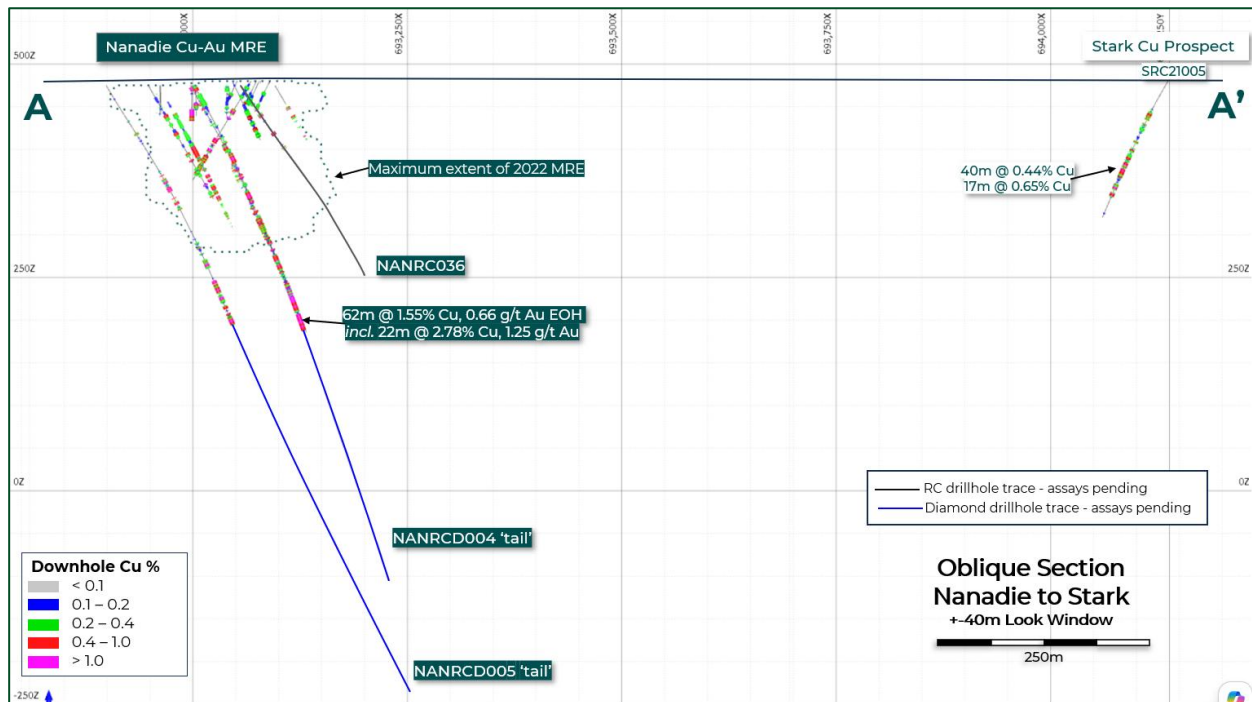 00X
693,250X
693,500X
693,750X
694,000X
250Y
Nanadie Cu-Au MRE
Stark Cu Prospect
500Z
SRC21005
A
A'
Maximum extent of 2022 MRE
40m @ 0.44% Cu
17m @ 0.65% Cu
NANRC036
250Z
250Z
62m @ 1.55% Cu, 0.66 g/t Au EOH
incl. 22m @ 2.78% Cu, 1.25 g/t Au
0Z
0Z
RC drillhole trace - assays pending
Diamond drillhole trace - assays pending
NANRCD004 ‘tail’
Downhole Cu %
< 0.1
0.1 – 0.2
0.2 – 0.4
0.4 – 1.0
> 1.0
Oblique Section
Nanadie to Stark
+-40m Look Window
250m
NANRCD005 ‘tail’
-250Z